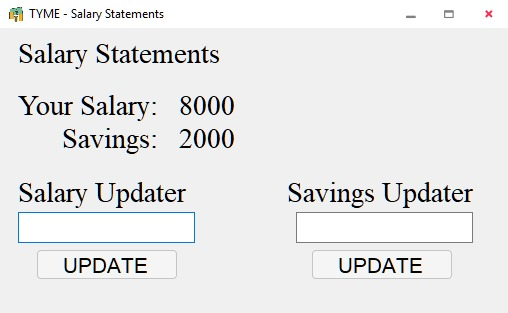 TYME - Salary Statements
Salary Statements
Your Salary: 8000
Savings: 2000
Salary Updater Savings Updater
UPDATE UPDATE